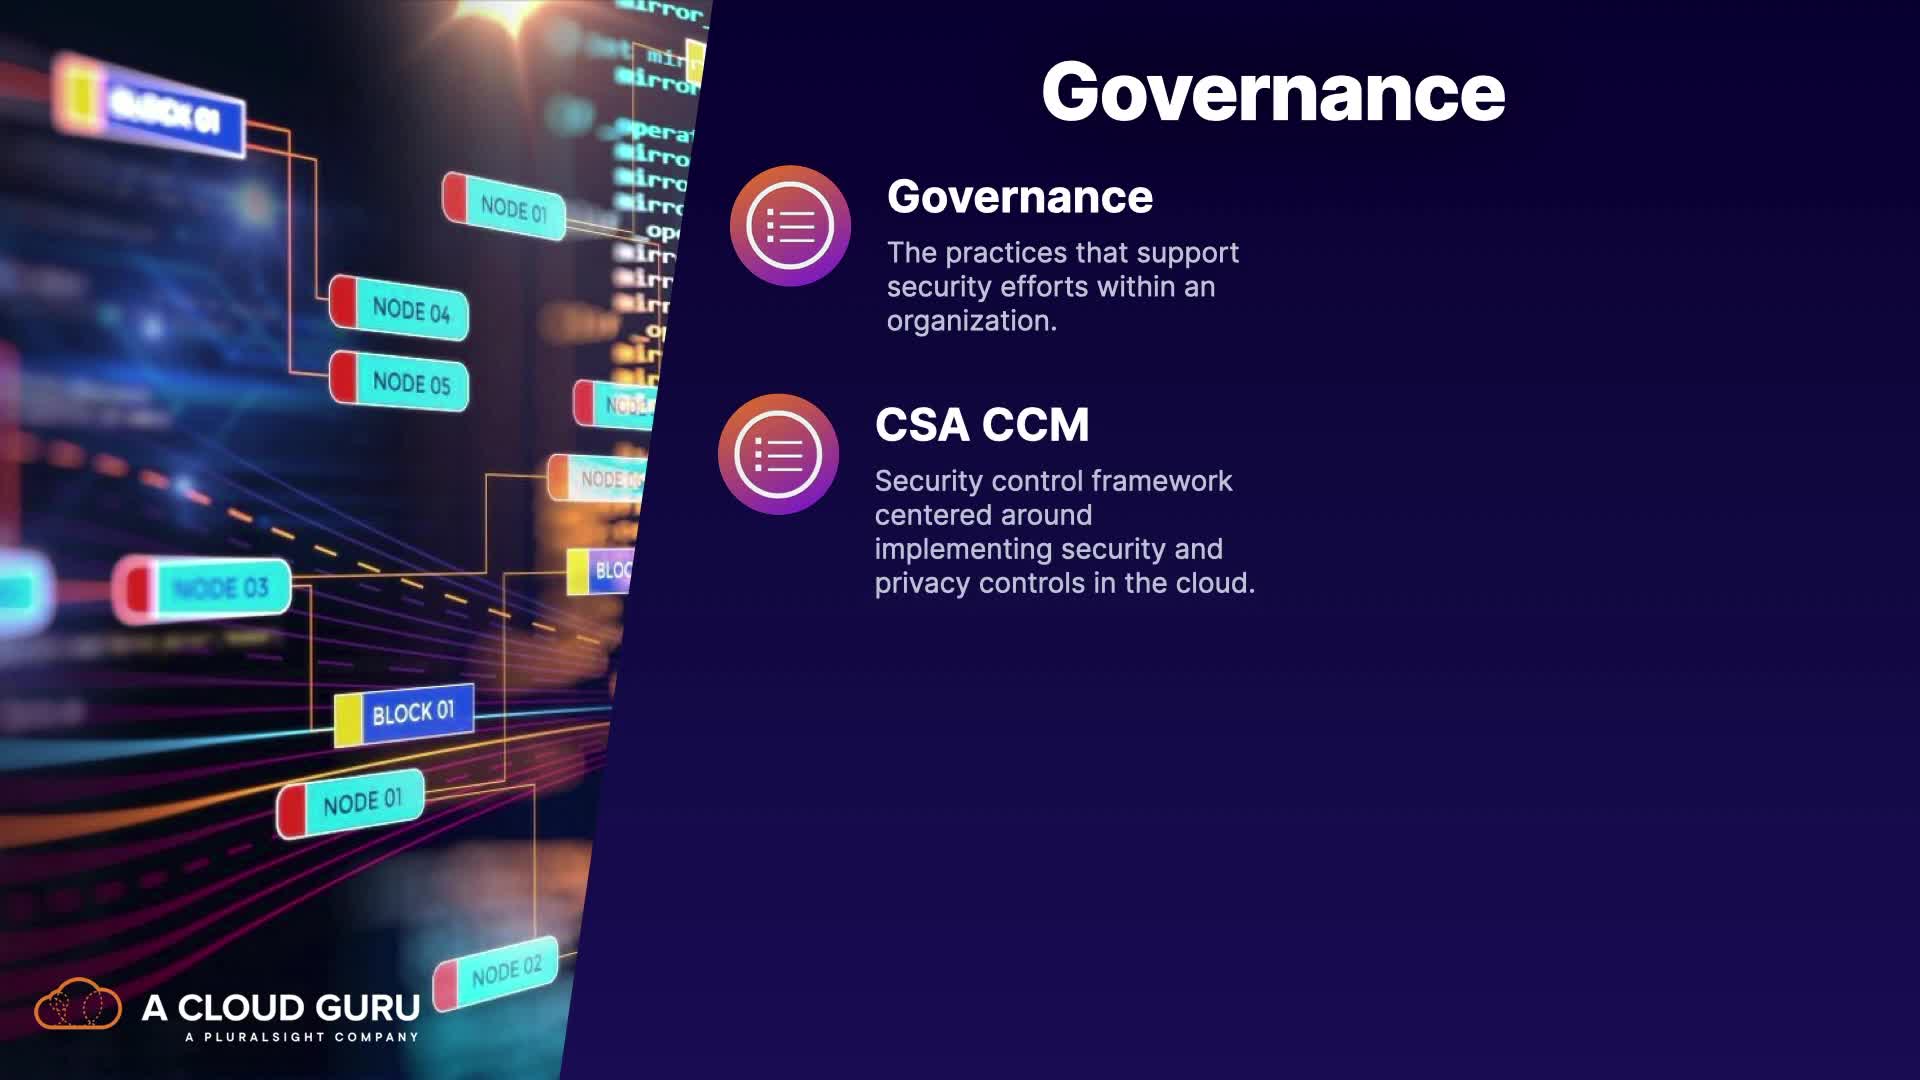 Governance
Governance
The practices that support
security efforts within an
organization.
CSA CCM
Security control framework
centered around
implementing security and
privacy controls in the cloud.
BLOCK 01
NODE 01
NODE 04
NODE 05
NODE 03
BLOCK 01
NODE 01
NODE 02
A CLOUD GURU
A PLURALSIGHT COMPANY